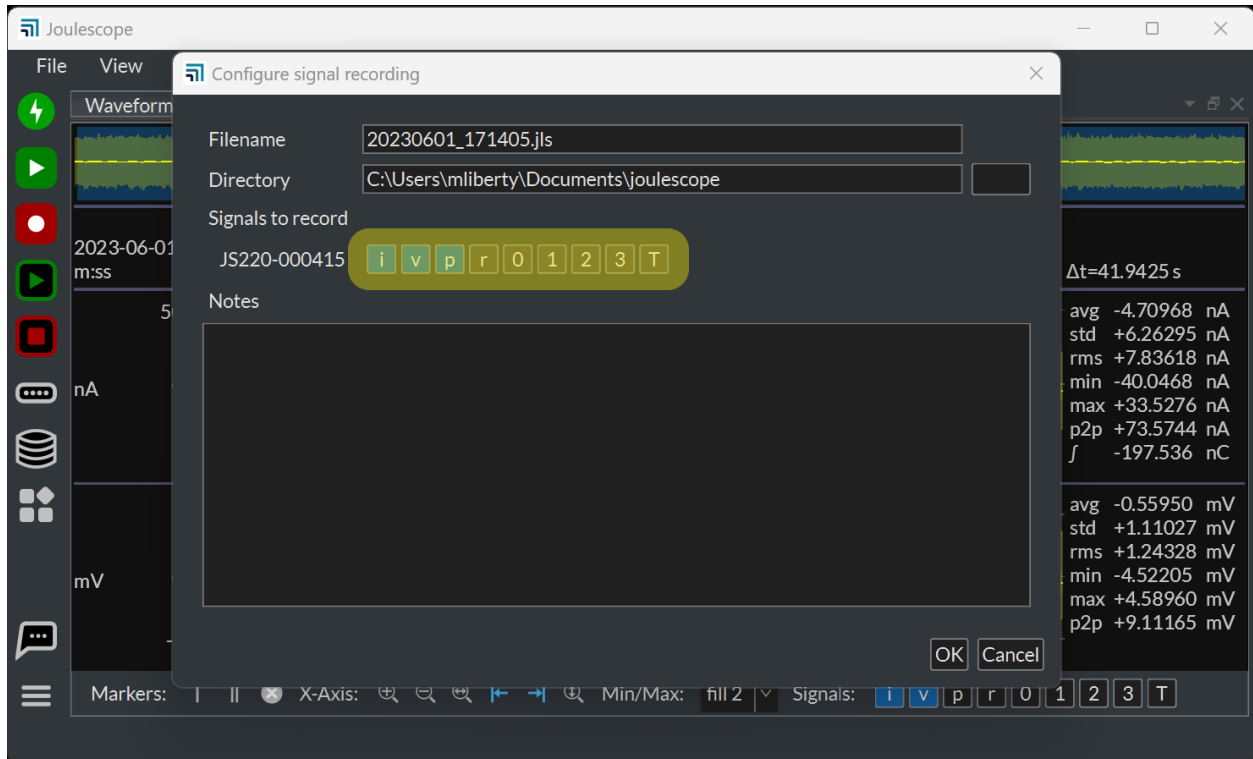 Joulescope
File View
Configure signal recording
Waveform
Filename 20230601_171405.jls
Directory C:\Users\mliberty\Documents\joulescope
Signals to record
JS220-000415 i v p r 0 1 2 3 T
Notes
OK Cancel
2023-06-01
m:ss
Δt=41.9425 s
5
nA
avg -4.70968 nA
std +6.26295 nA
rms +7.83618 nA
min -40.0468 nA
max +33.5276 nA
p2p +73.5744 nA
∫ -197.536 nC
mV
avg -0.55950 mV
std +1.11027 mV
rms +1.24328 mV
min -4.52205 mV
max +4.58960 mV
p2p +9.11165 mV
Markers: X-Axis: Min/Max: fill 2 Signals: i v p r 0 1 2 3 T